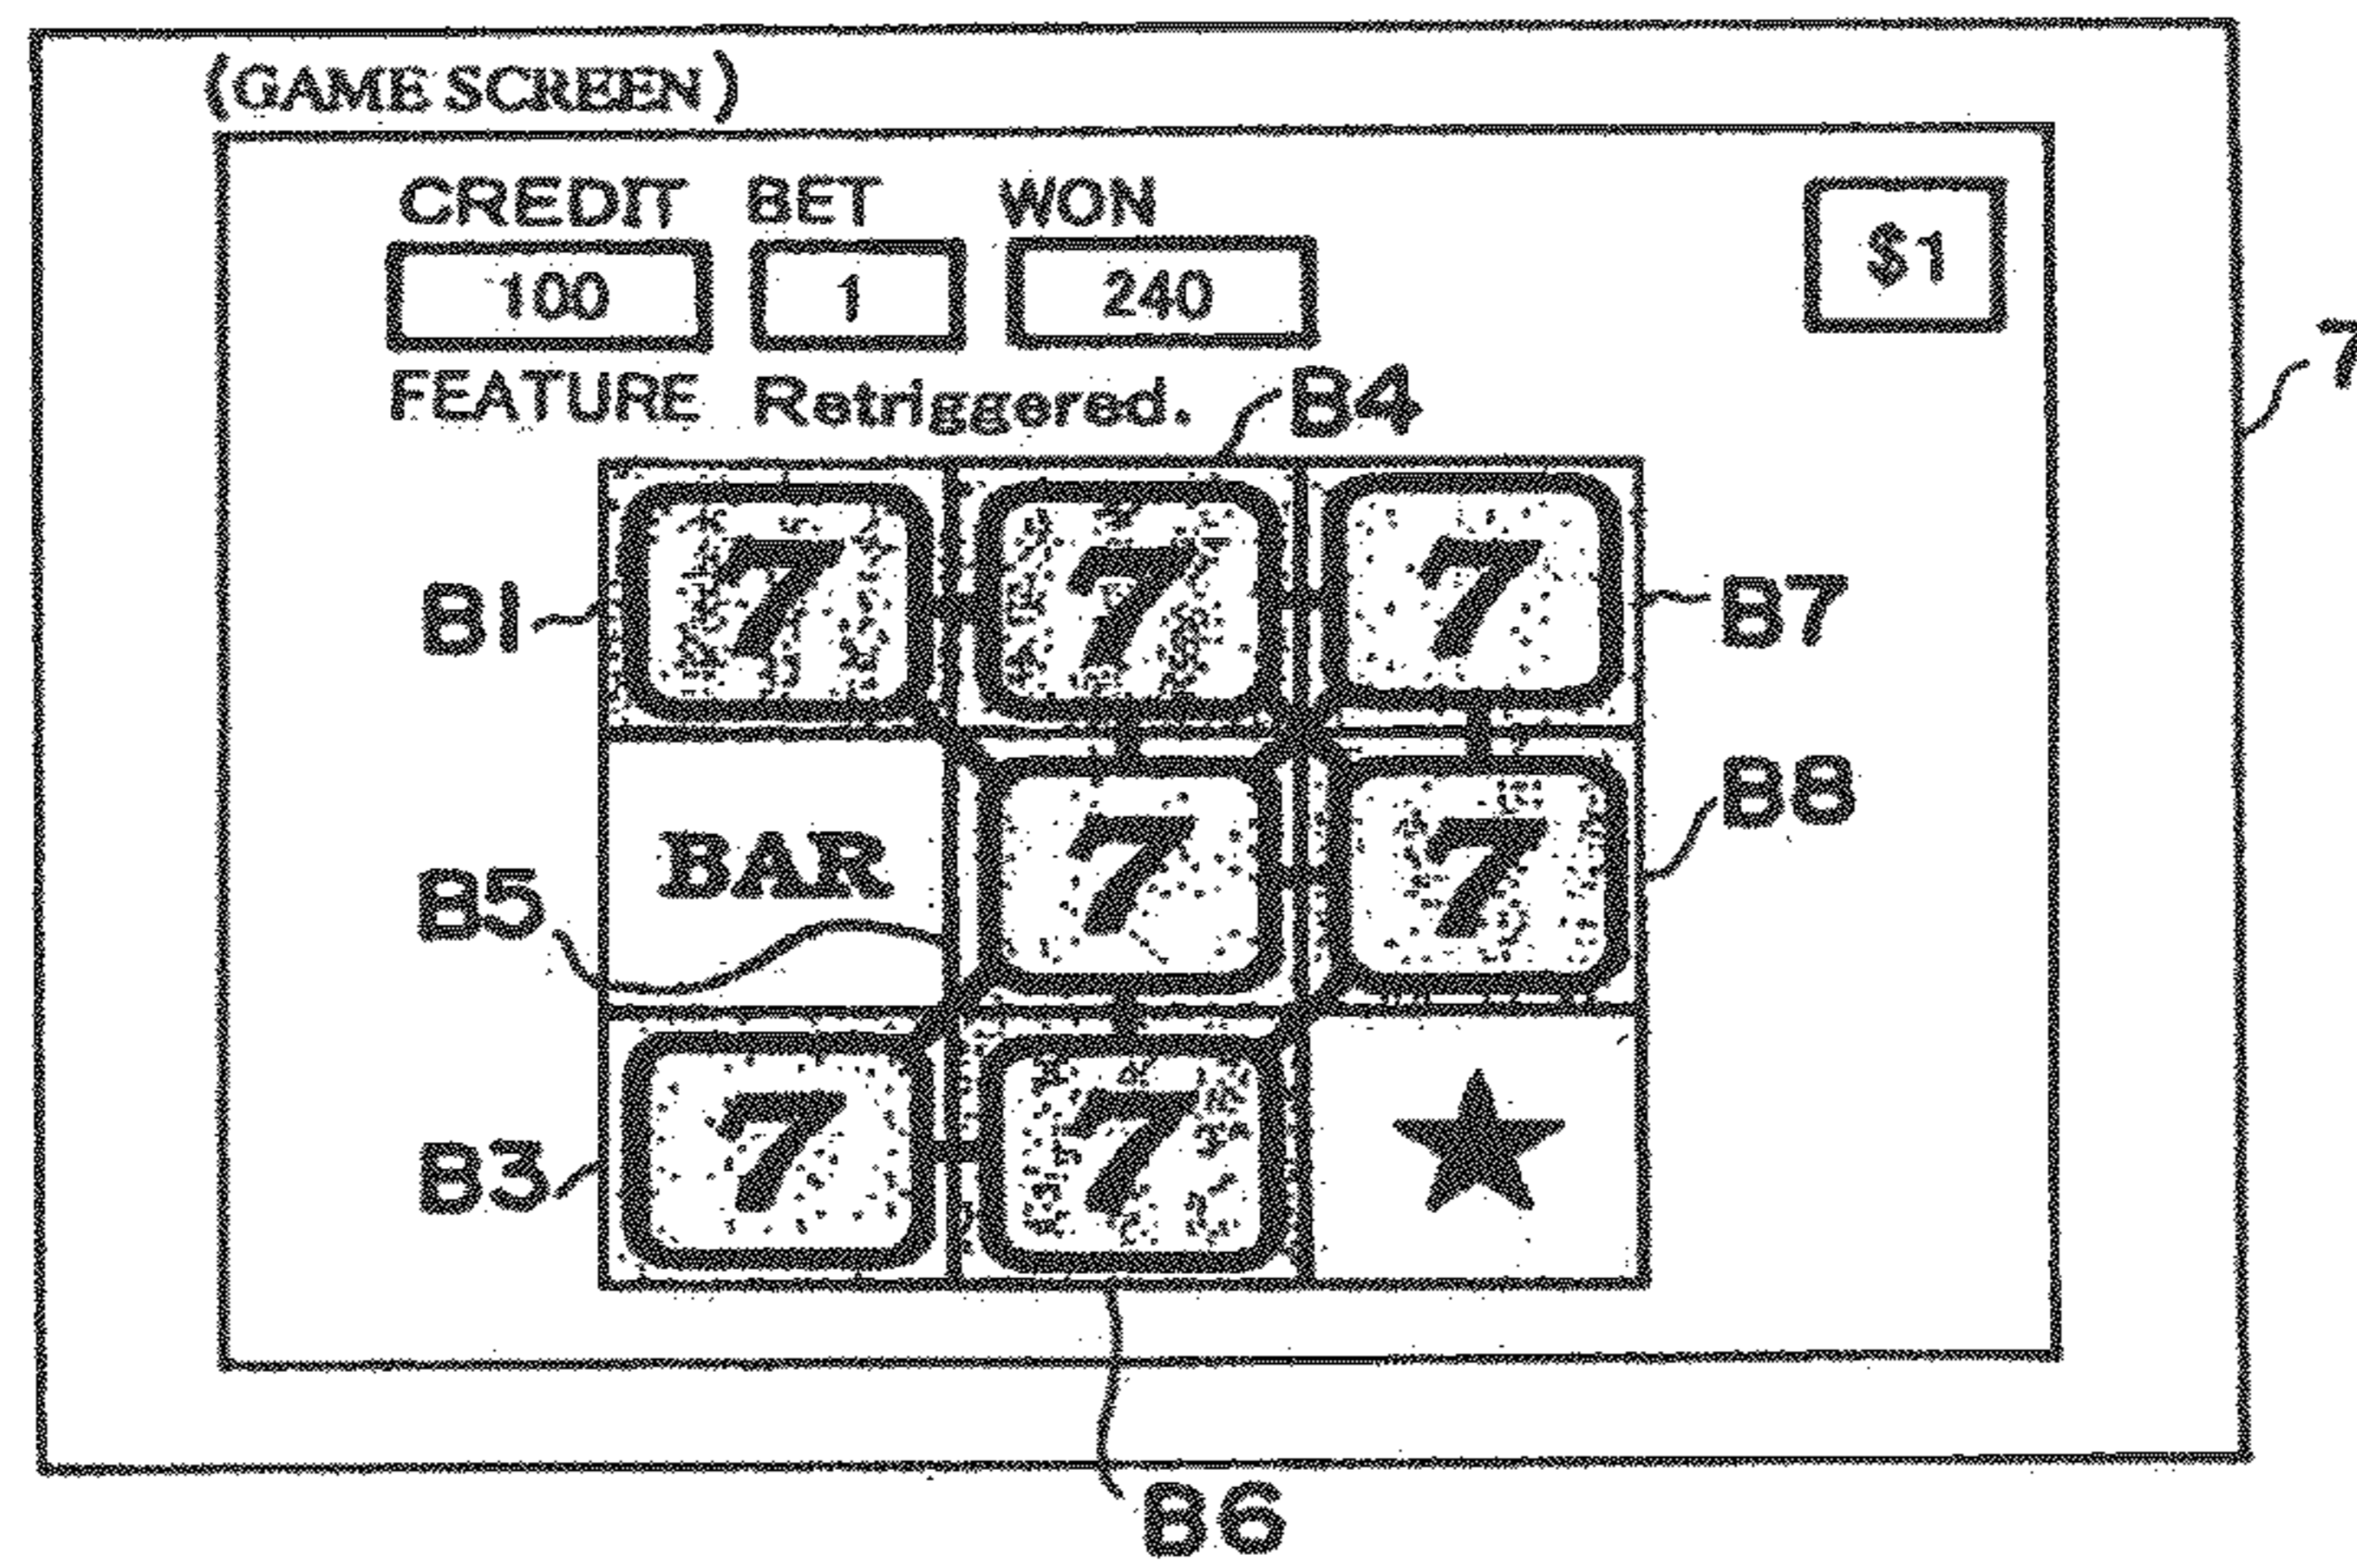 (GAME SCREEN)
CREDIT BET WON
100 1 240 $1
7
FEATURE Retriggered. B4
B1 7 7 7 B7
B5 BAR 7 7 B8
B3 7 7
B6